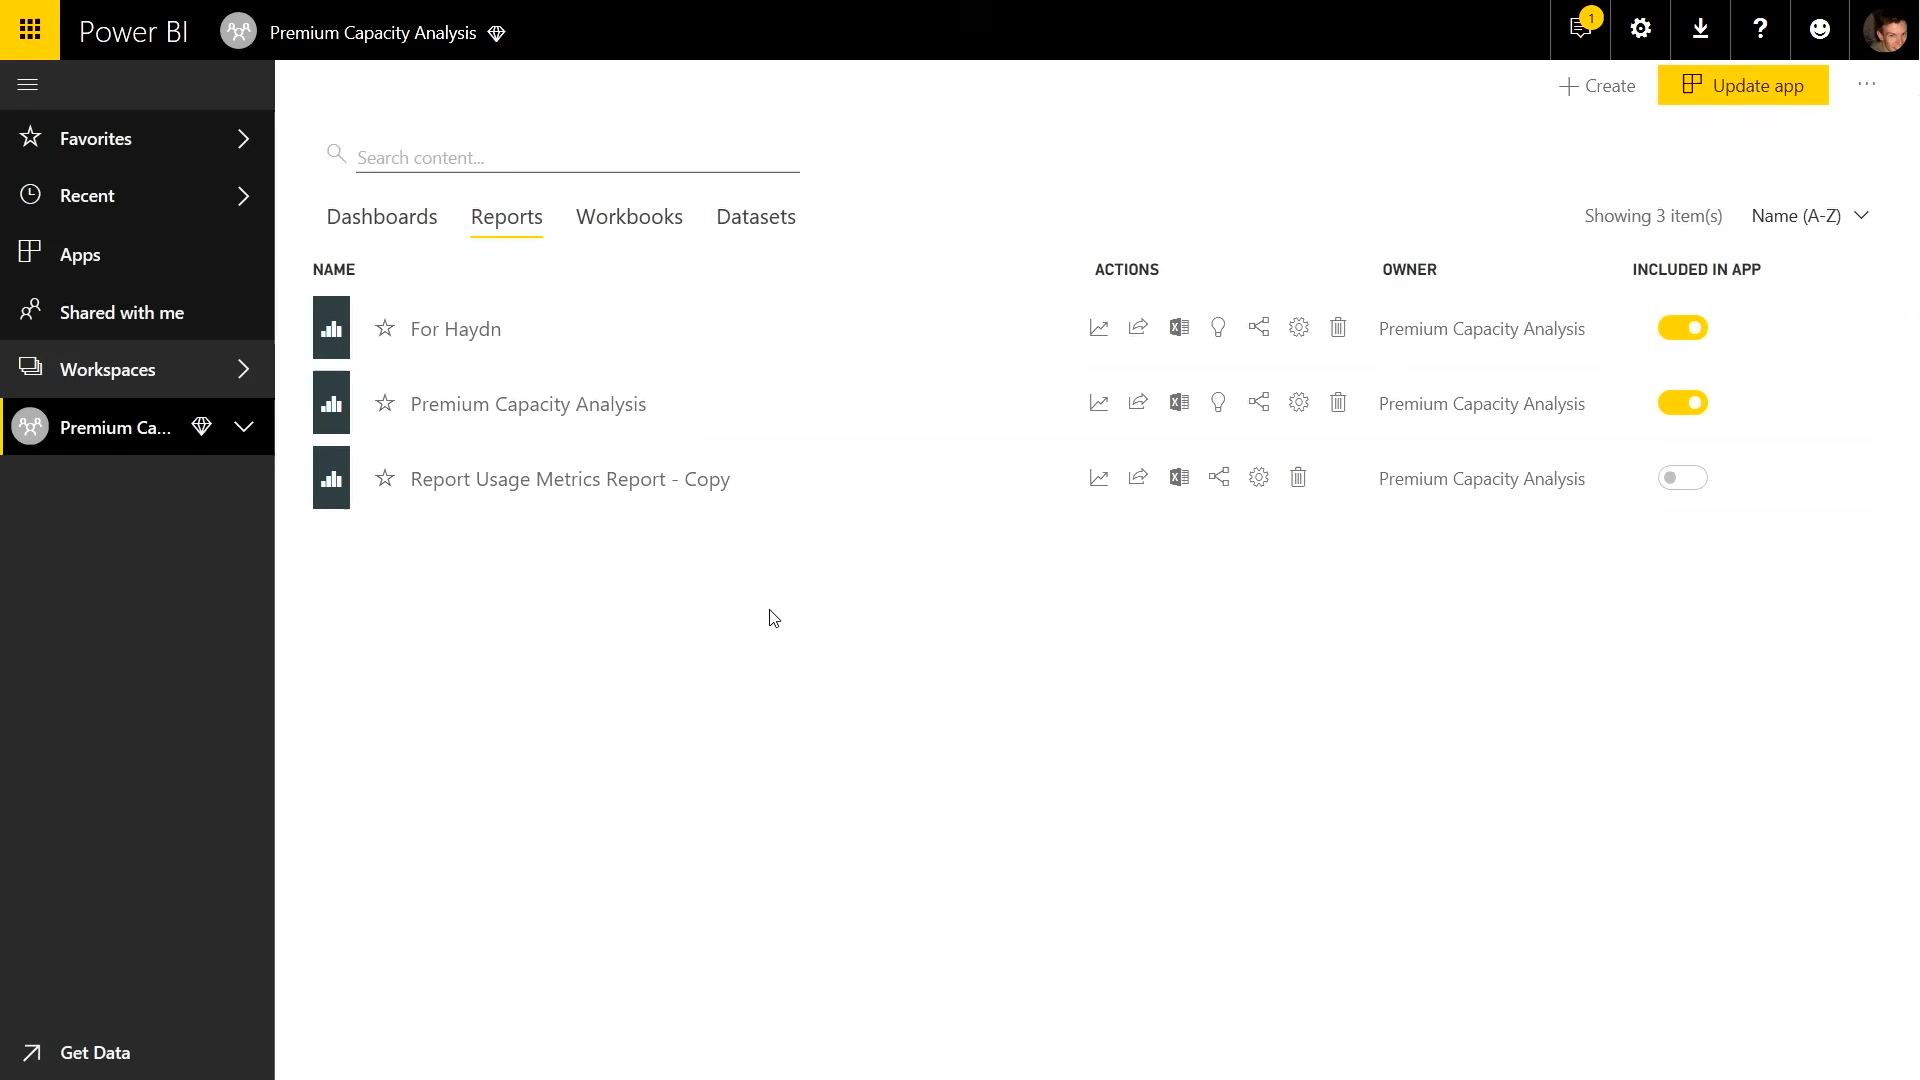 Power BI
Premium Capacity Analysis
1
?
Create
Update app
...
Favorites
Recent
Apps
Shared with me
Workspaces
Premium Ca...
Get Data
Search content...
Dashboards Reports Workbooks Datasets
Showing 3 item(s) Name (A-Z)
NAME ACTIONS OWNER INCLUDED IN APP
For Haydn Premium Capacity Analysis
Premium Capacity Analysis Premium Capacity Analysis
Report Usage Metrics Report - Copy Premium Capacity Analysis